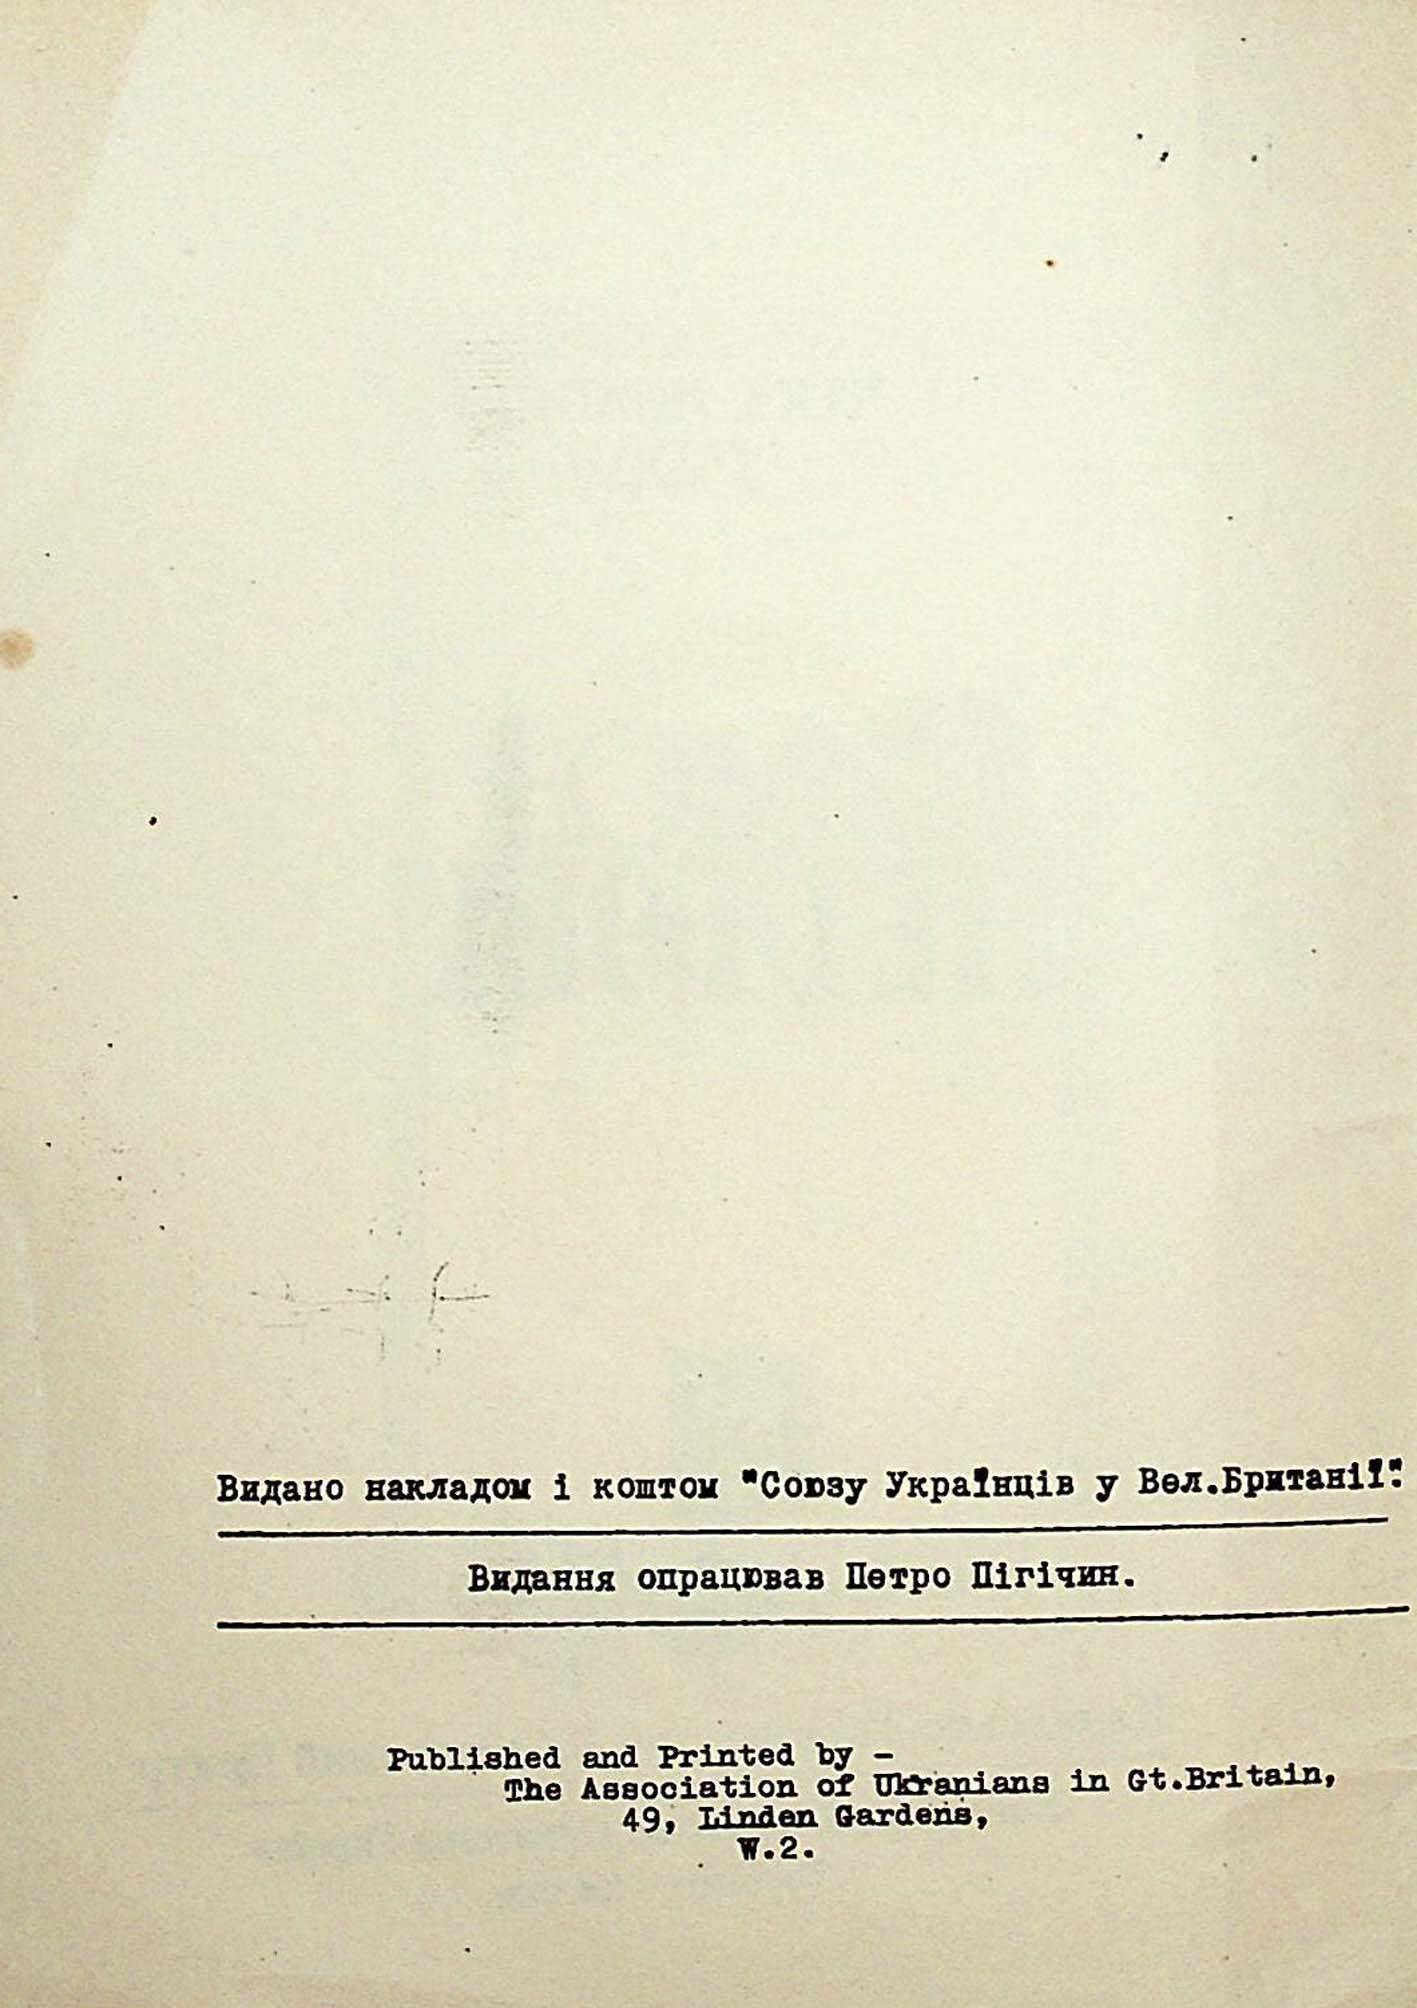 Видано накладом і коштом "Союзу Українців у Вел.Британії".
Видання опрацював Петро Пігічин.
Published and Printed by -
The Association of Ukranians in Gt.Britain,
49, Linden Gardens,
W.2.